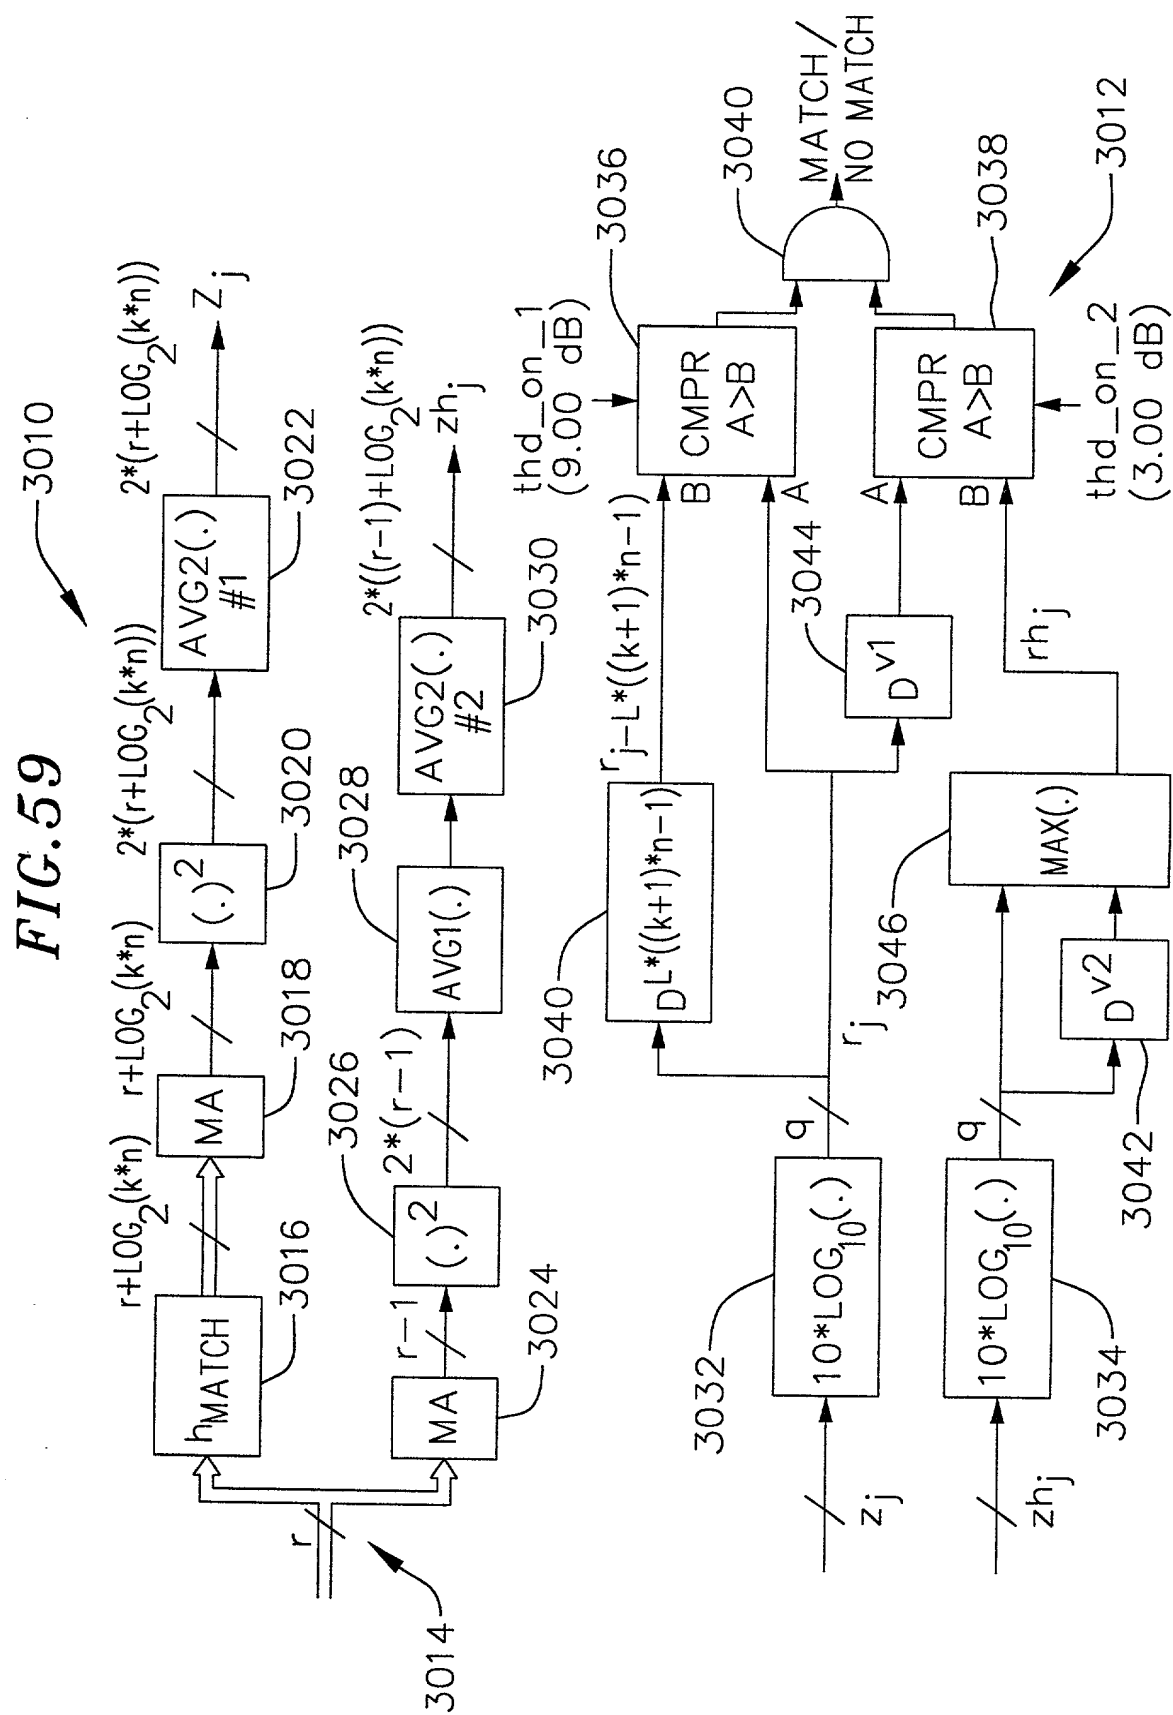 FIG.59
3010
r+LOG2(k*n)
r+LOG2(k*n)
2*(r+LOG2(k*n))
2*(r+LOG2(k*n))
hMATCH
MA
(.)2
AVG2(.)
#1
Zj
3016
3018
3020
3022
r
3014
r-1
2*(r-1)
2*((r-1)+LOG2(k*n))
MA
(.)2
AVG1(.)
AVG2(.)
#2
zhj
3024
3026
3028
3030
3040
DL*((k+1)*n-1)
rj-L*((k+1)*n-1)
thd_on_1
(9.00 dB)
3036
B
CMPR
A>B
A
3040
MATCH/
NO MATCH
3032
zj
10*LOG10(.)
q
rj
3044
Dv1
A
CMPR
A>B
B
3038
3012
thd_on_2
(3.00 dB)
zhj
10*LOG10(.)
3034
q
3042
Dv2
3046
MAX(.)
rhj